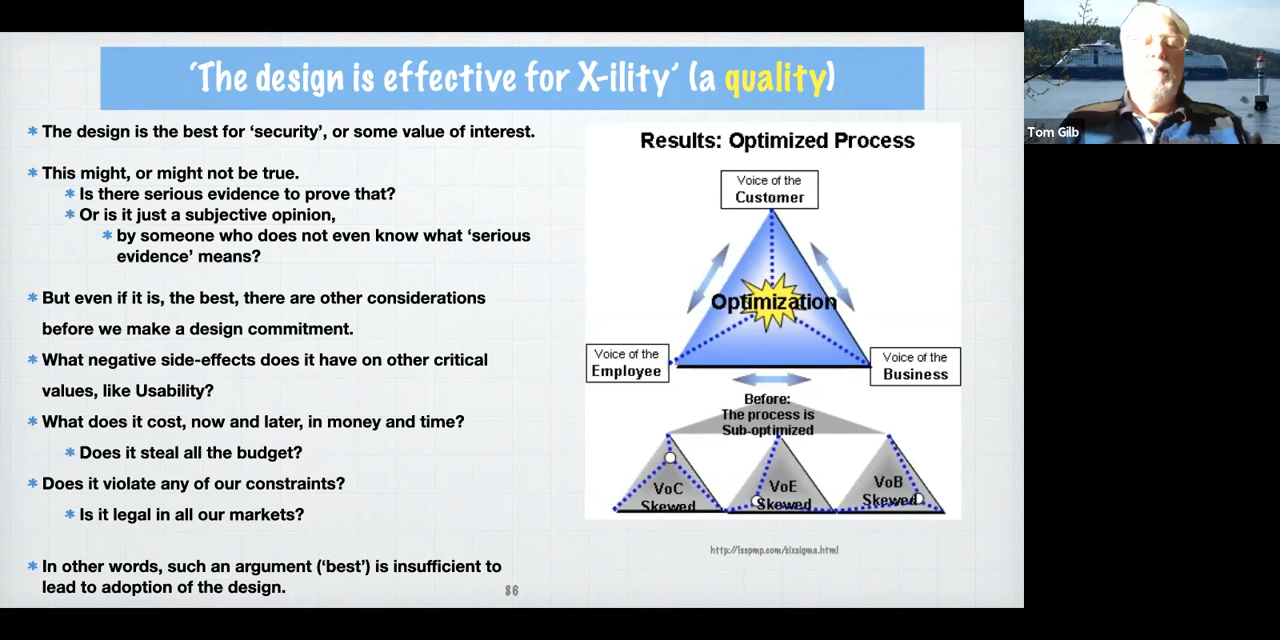 ‘The design is effective for X-ility’ (a quality)
* The design is the best for ‘security’, or some value of interest.
* This might, or might not be true.
* Is there serious evidence to prove that?
* Or is it just a subjective opinion,
* by someone who does not even know what ‘serious
evidence’ means?
* But even if it is, the best, there are other considerations
before we make a design commitment.
* What negative side-effects does it have on other critical
values, like Usability?
* What does it cost, now and later, in money and time?
* Does it steal all the budget?
* Does it violate any of our constraints?
* Is it legal in all our markets?
* In other words, such an argument (‘best’) is insufficient to
lead to adoption of the design.
Results: Optimized Process
Voice of the
Customer
Optimization
Voice of the
Employee
Voice of the
Business
Before:
The process is
Sub-optimized
VoC
Skewed
VoE
Skewed
VoB
Skewed
http://lsspmp.com/sixsigma.html
86
Tom Gilb